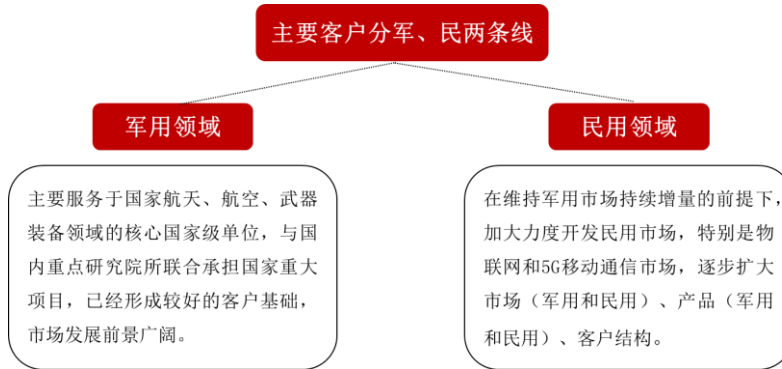 主要客户分军、民两条线
军用领域
民用领域
主要服务于国家航天、航空、武器
装备领域的核心国家级单位，与国
内重点研究院所联合承担国家重大
项目，已经形成较好的客户基础，
市场发展前景广阔。
在维持军用市场持续增量的前提下，
加大力度开发民用市场，特别是物
联网和5G移动通信市场，逐步扩大
市场（军用和民用）、产品（军用
和民用）、客户结构。